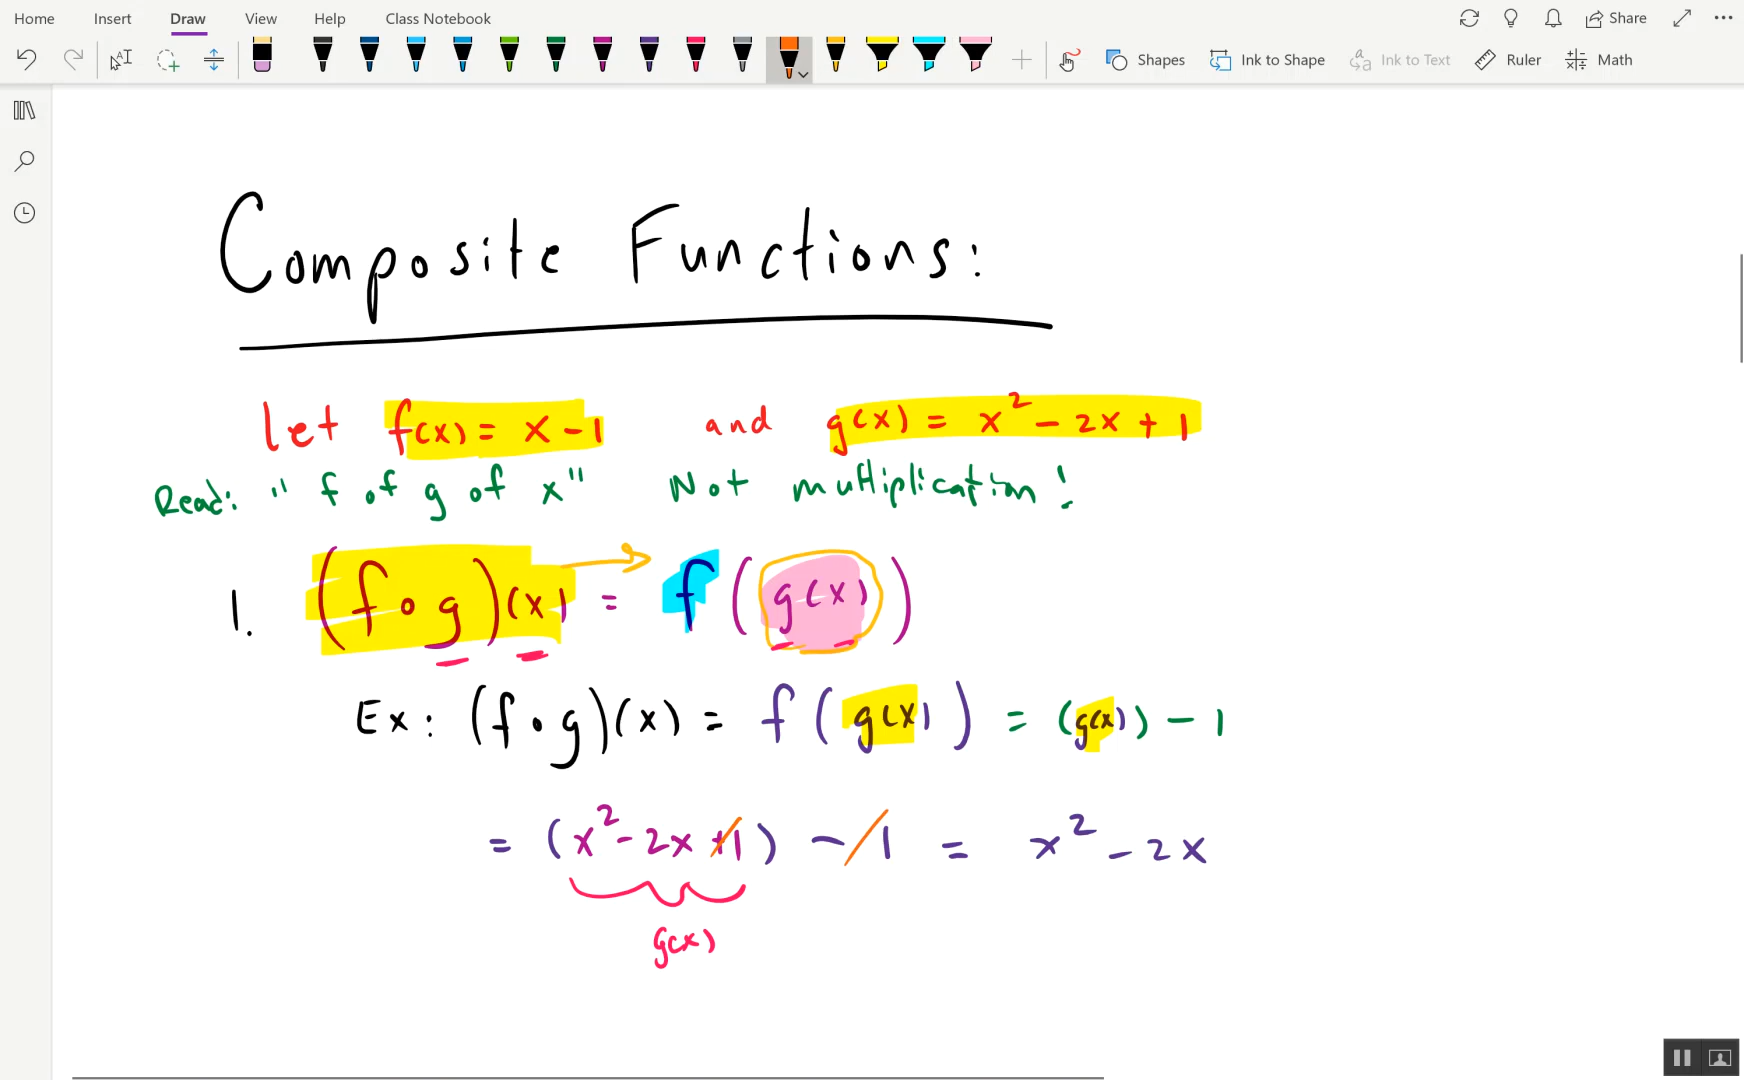 Home Insert Draw View Help Class Notebook Share
Shapes Ink to Shape Ink to Text Ruler Math
Composite Functions:
let f(x) = x - 1 and g(x) = x² - 2x + 1
Read: "f of g of x" Not multiplication!
1. (f∘g)(x) = f(g(x))
Ex: (f∘g)(x) = f(g(x)) = (g(x)) - 1
= (x² - 2x + 1) - 1 = x² - 2x
g(x)